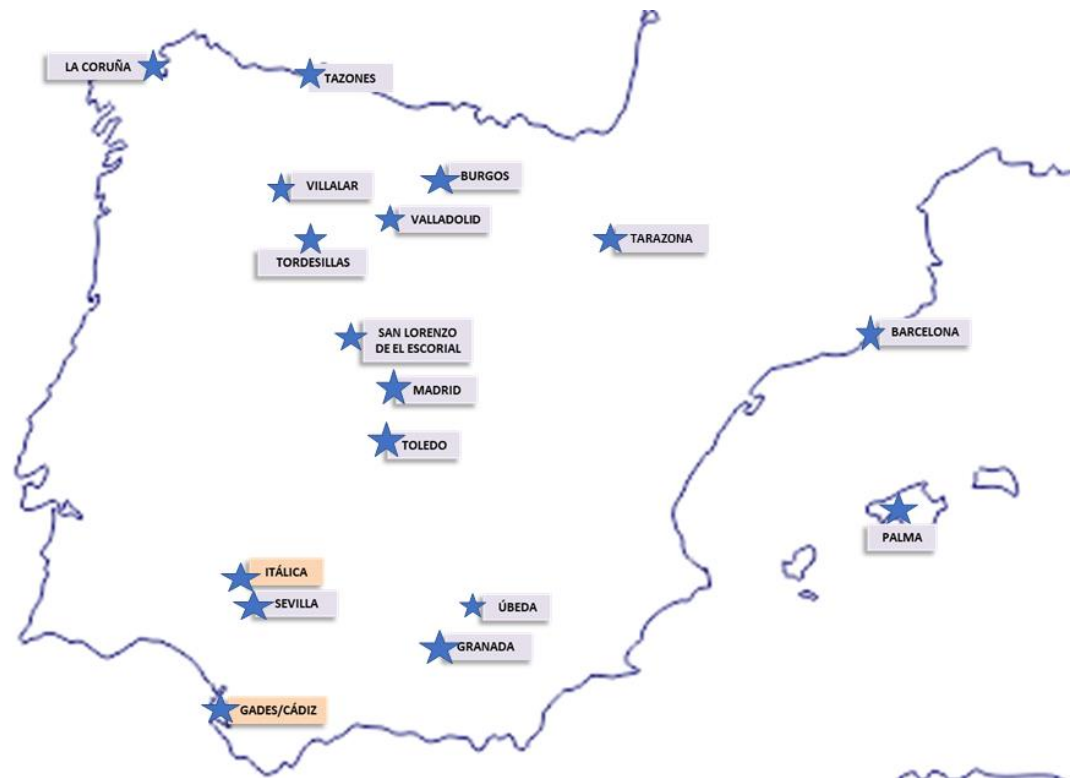 LA CORUÑA
TAZONES
BURGOS
VILLALAR
VALLADOLID
TARAZONA
TORDESILLAS
SAN LORENZO
DE EL ESCORIAL
BARCELONA
MADRID
TOLEDO
PALMA
ITÁLICA
SEVILLA
ÚBEDA
GRANADA
GADES/CÁDIZ